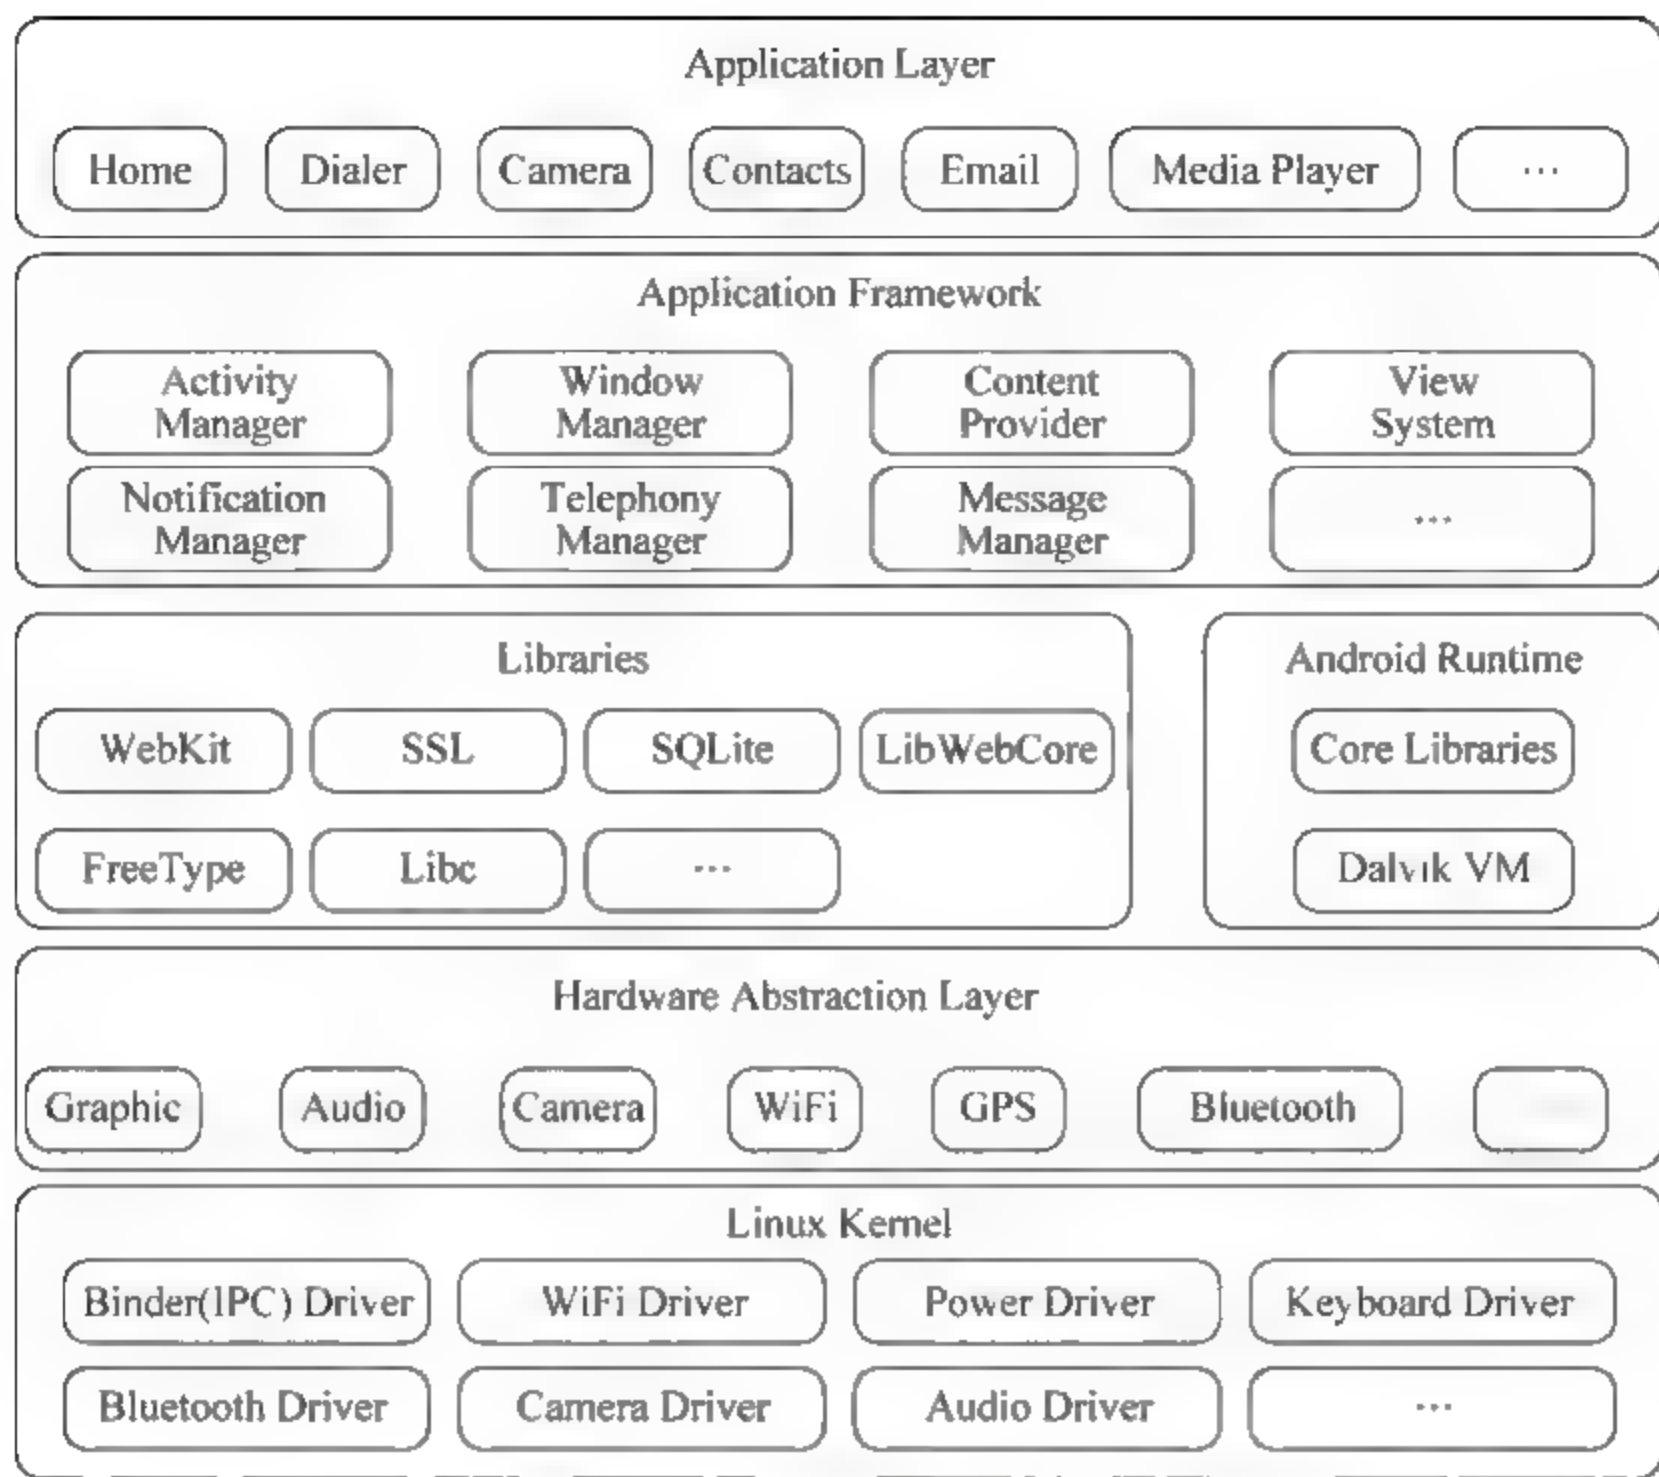 Application Layer
Home Dialer Camera Contacts Email Media Player ...
Application Framework
Activity Manager
Window Manager
Content Provider
View System
Notification Manager
Telephony Manager
Message Manager
...
Libraries
WebKit SSL SQLite LibWebCore
FreeType Libc ...
Android Runtime
Core Libraries
Dalvik VM
Hardware Abstraction Layer
Graphic Audio Camera WiFi GPS Bluetooth
Linux Kernel
Binder(IPC) Driver WiFi Driver Power Driver Keyboard Driver
Bluetooth Driver Camera Driver Audio Driver ...